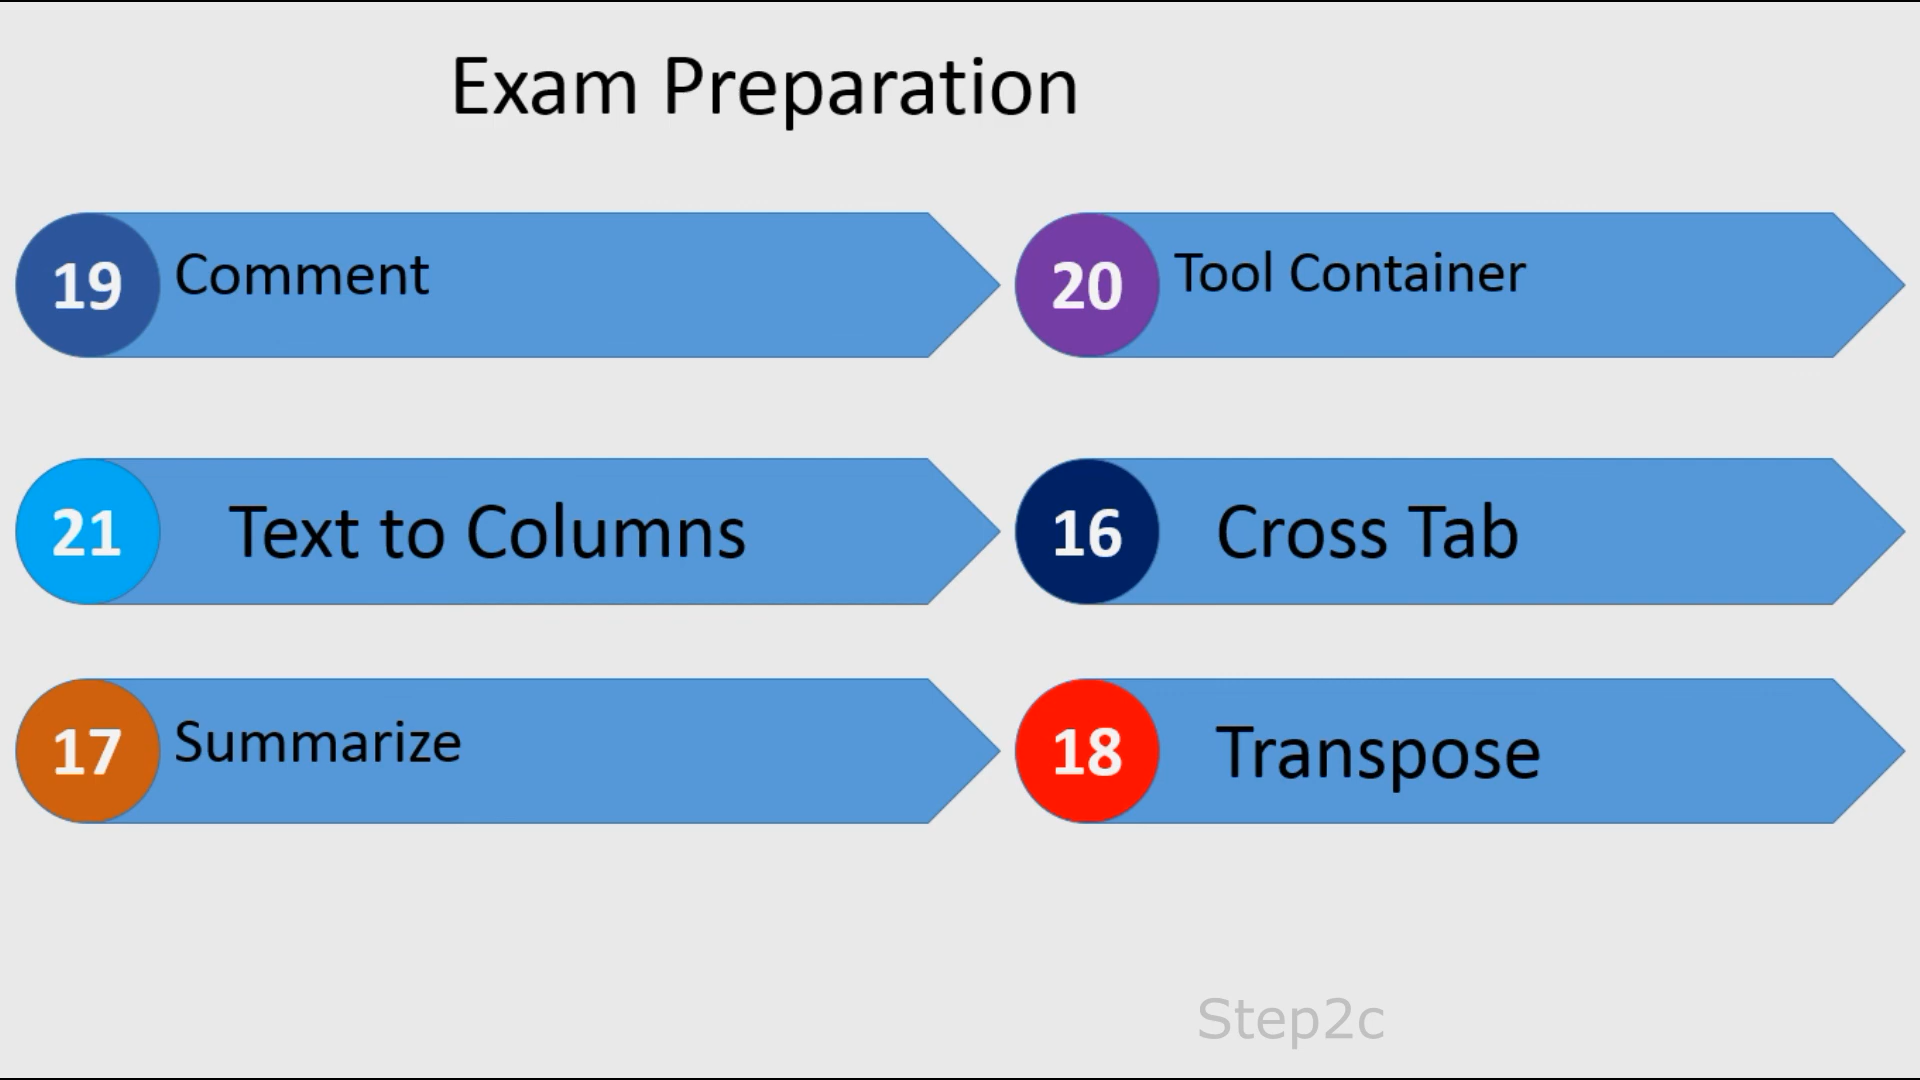 Exam Preparation
19 Comment
20 Tool Container
21 Text to Columns
16 Cross Tab
17 Summarize
18 Transpose
Step2c